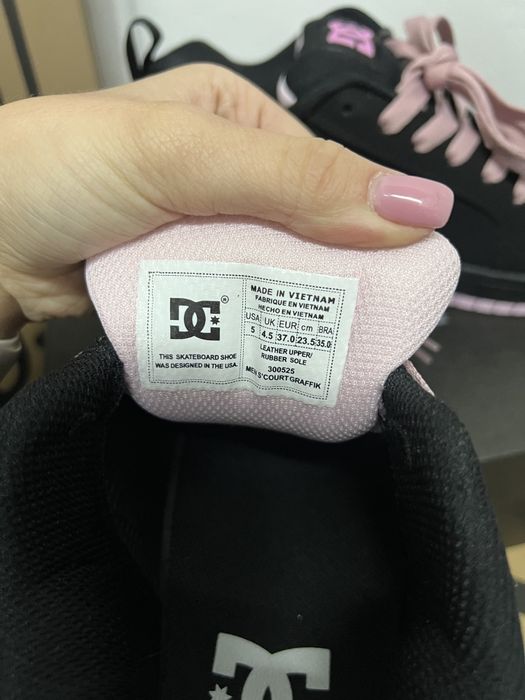 DC
®
THIS SKATEBOARD SHOE
WAS DESIGNED IN THE USA.
MADE IN VIETNAM
FABRIQUE EN VIETNAM
HECHO EN VIETNAM
USA UK EUR cm BRA
5 4.5 37.0 23.5 35.0
LEATHER UPPER/
RUBBER SOLE
300525
MEN S'COURT GRAFFIK
DC
DC